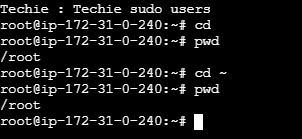 Techie : Techie sudo users
root@ip-172-31-0-240:~# cd
root@ip-172-31-0-240:~# pwd
/root
root@ip-172-31-0-240:~# cd ~
root@ip-172-31-0-240:~# pwd
/root
root@ip-172-31-0-240:~#